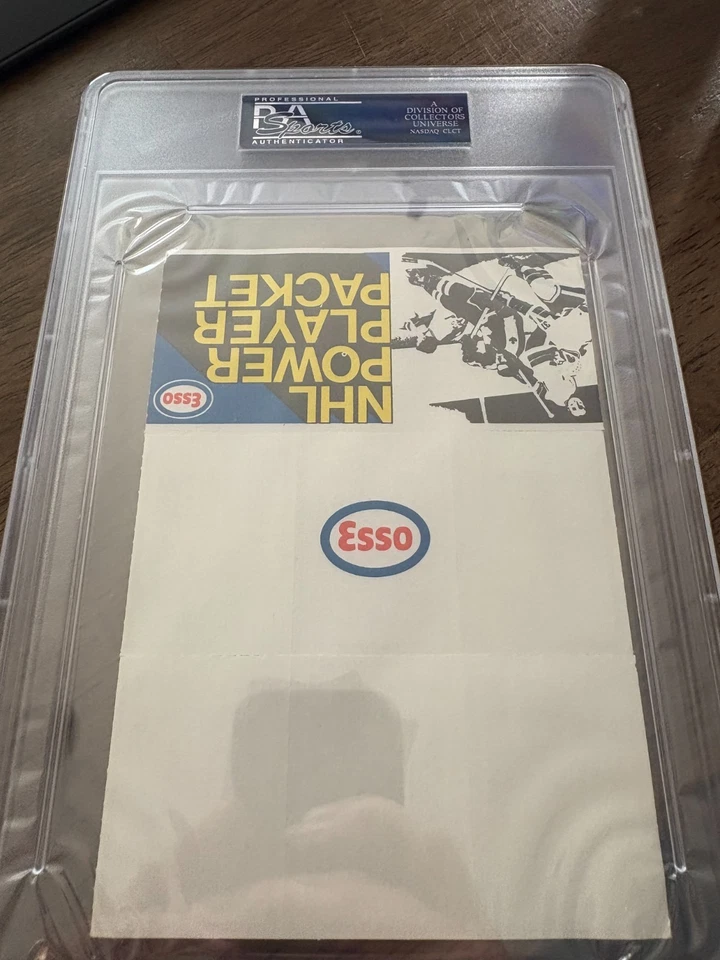 PROFESSIONAL
PSA
Sports®
AUTHENTICATOR
A
DIVISION OF
COLLECTORS
UNIVERSE
NASDAQ: CLCT
NHL
POWER
PLAYER
PACKET
Esso
Esso